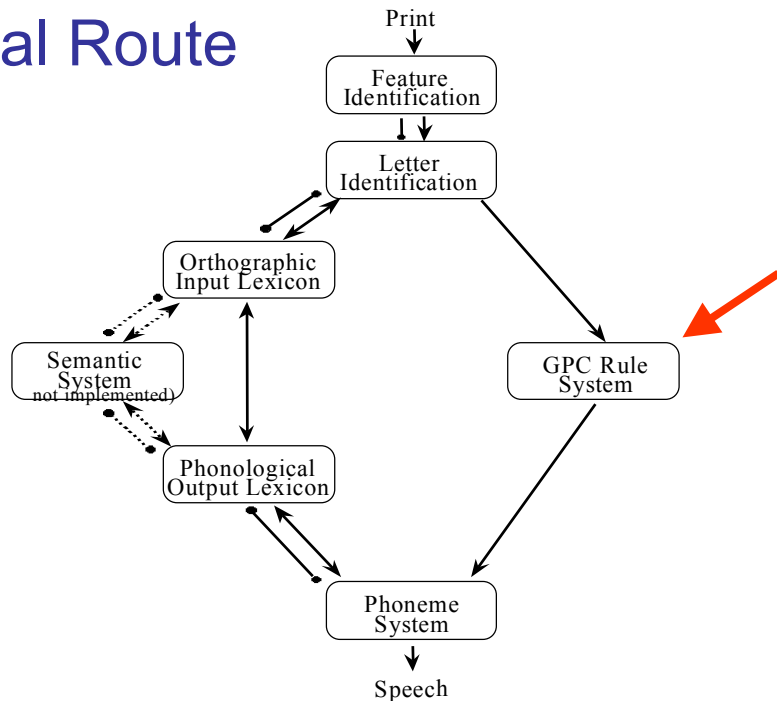 al Route
Print
Feature
Identification
Letter
Identification
Orthographic
Input Lexicon
Semantic
System
not implemented)
GPC Rule
System
Phonological
Output Lexicon
Phoneme
System
Speech